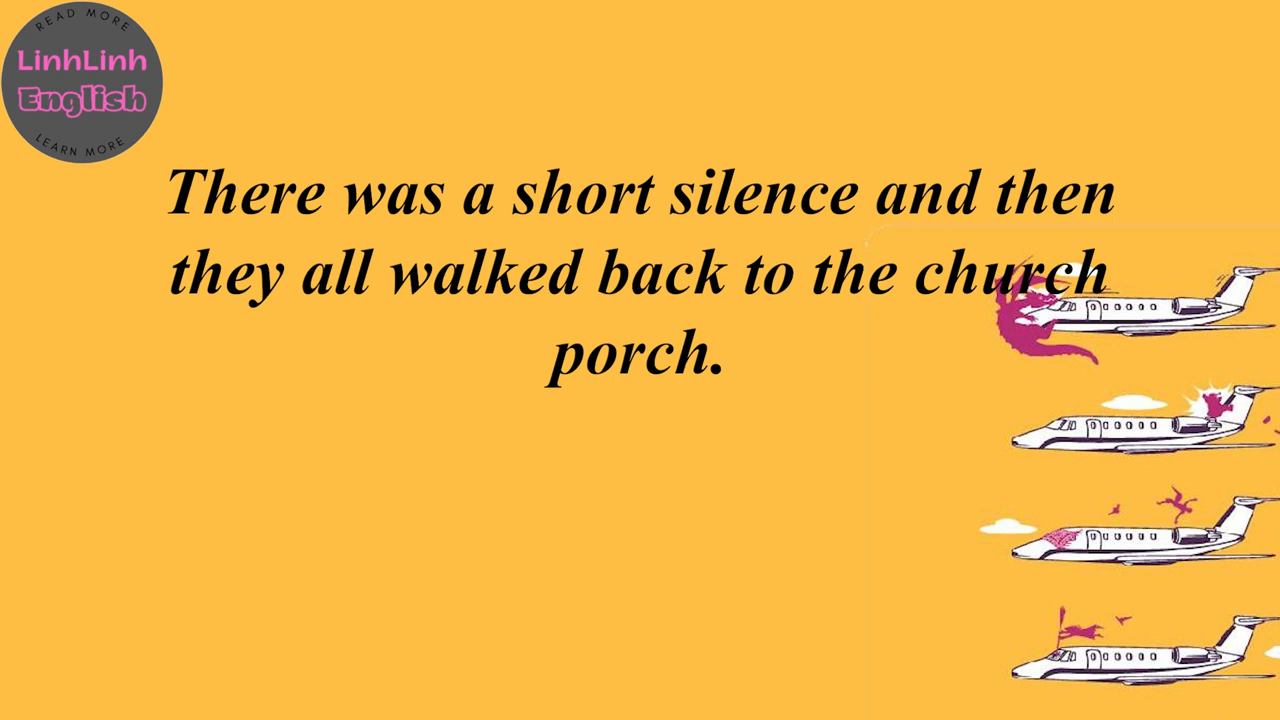 READ MORE
LinhLinh
English
LEARN MORE
There was a short silence and then
they all walked back to the church
porch.